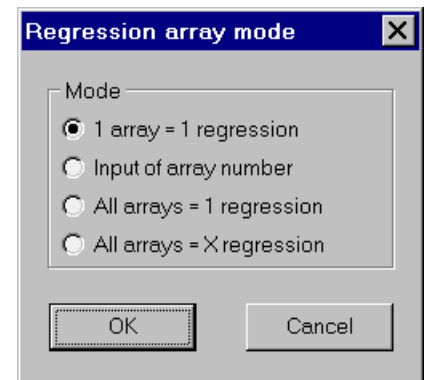 Regression array mode
Mode
1 array = 1 regression
Input of array number
All arrays = 1 regression
All arrays = X regression
OK
Cancel